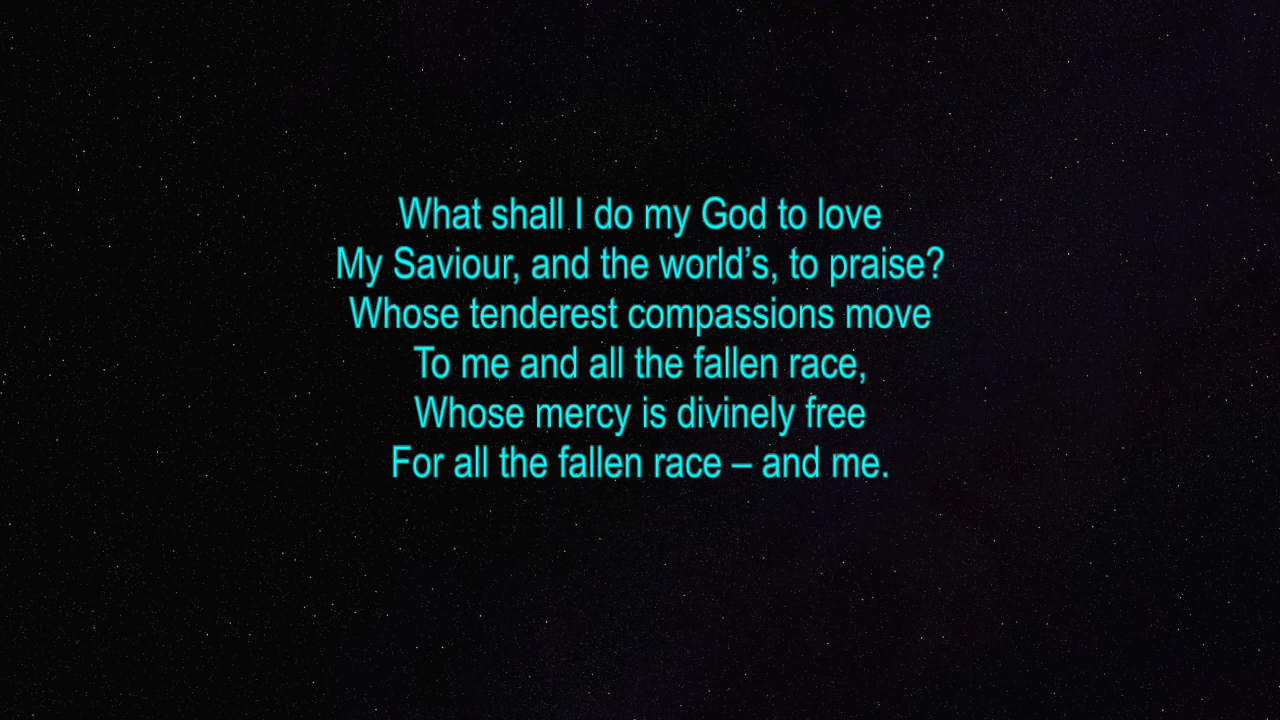 What shall I do my God to love
My Saviour, and the world’s, to praise?
Whose tenderest compassions move
To me and all the fallen race,
Whose mercy is divinely free
For all the fallen race – and me.